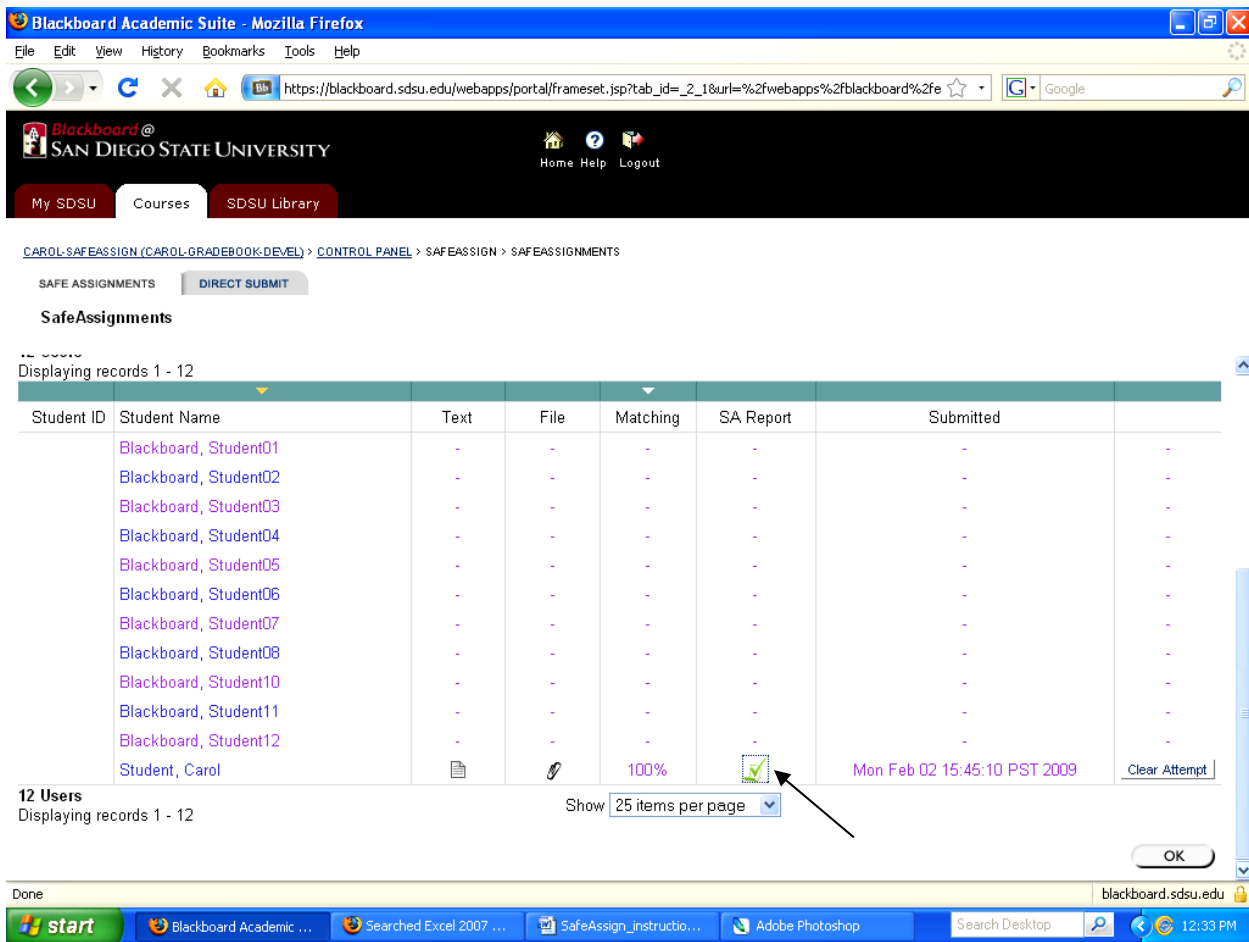 Blackboard Academic Suite - Mozilla Firefox
File Edit View History Bookmarks Tools Help
https://blackboard.sdsu.edu/webapps/portal/frameset.jsp?tab_id=_2_1&url=%2fwebapps%2fblackboard%2fe
Google
Blackboard @
SAN DIEGO STATE UNIVERSITY
Home Help Logout
My SDSU Courses SDSU Library
CAROL-SAFEASSIGN (CAROL-GRADEBOOK-DEVEL) > CONTROL PANEL > SAFEASSIGN > SAFEASSIGNMENTS
SAFE ASSIGNMENTS DIRECT SUBMIT
SafeAssignments
Displaying records 1 - 12
Student ID Student Name Text File Matching SA Report Submitted
Blackboard, Student01 - - - - - -
Blackboard, Student02 - - - - - -
Blackboard, Student03 - - - - - -
Blackboard, Student04 - - - - - -
Blackboard, Student05 - - - - - -
Blackboard, Student06 - - - - - -
Blackboard, Student07 - - - - - -
Blackboard, Student08 - - - - - -
Blackboard, Student10 - - - - - -
Blackboard, Student11 - - - - - -
Blackboard, Student12 - - - - - -
Student, Carol 100% Mon Feb 02 15:45:10 PST 2009 Clear Attempt
12 Users
Displaying records 1 - 12
Show 25 items per page
OK
Done blackboard.sdsu.edu
start Blackboard Academic ... Searched Excel 2007 ... SafeAssign_instructio... Adobe Photoshop Search Desktop 12:33 PM